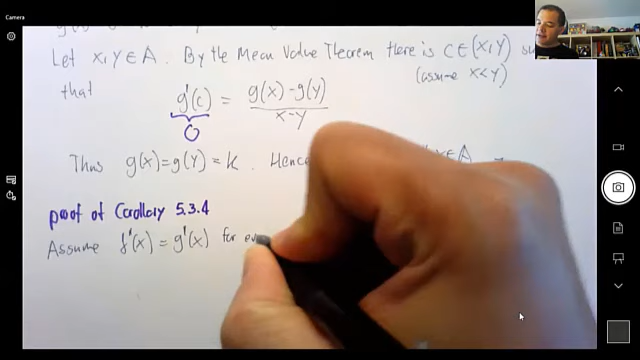 Camera
Let x,y ∈ A. By the Mean Value Theorem there is c ∈ (x,y)
(assume x<y)
that
g'(c) = g(x)-g(y) / x-y
0
Thus g(x) = g(y) = k. Hence
proof of Corollary 5.3.4
Assume f'(x) = g'(x) for ev